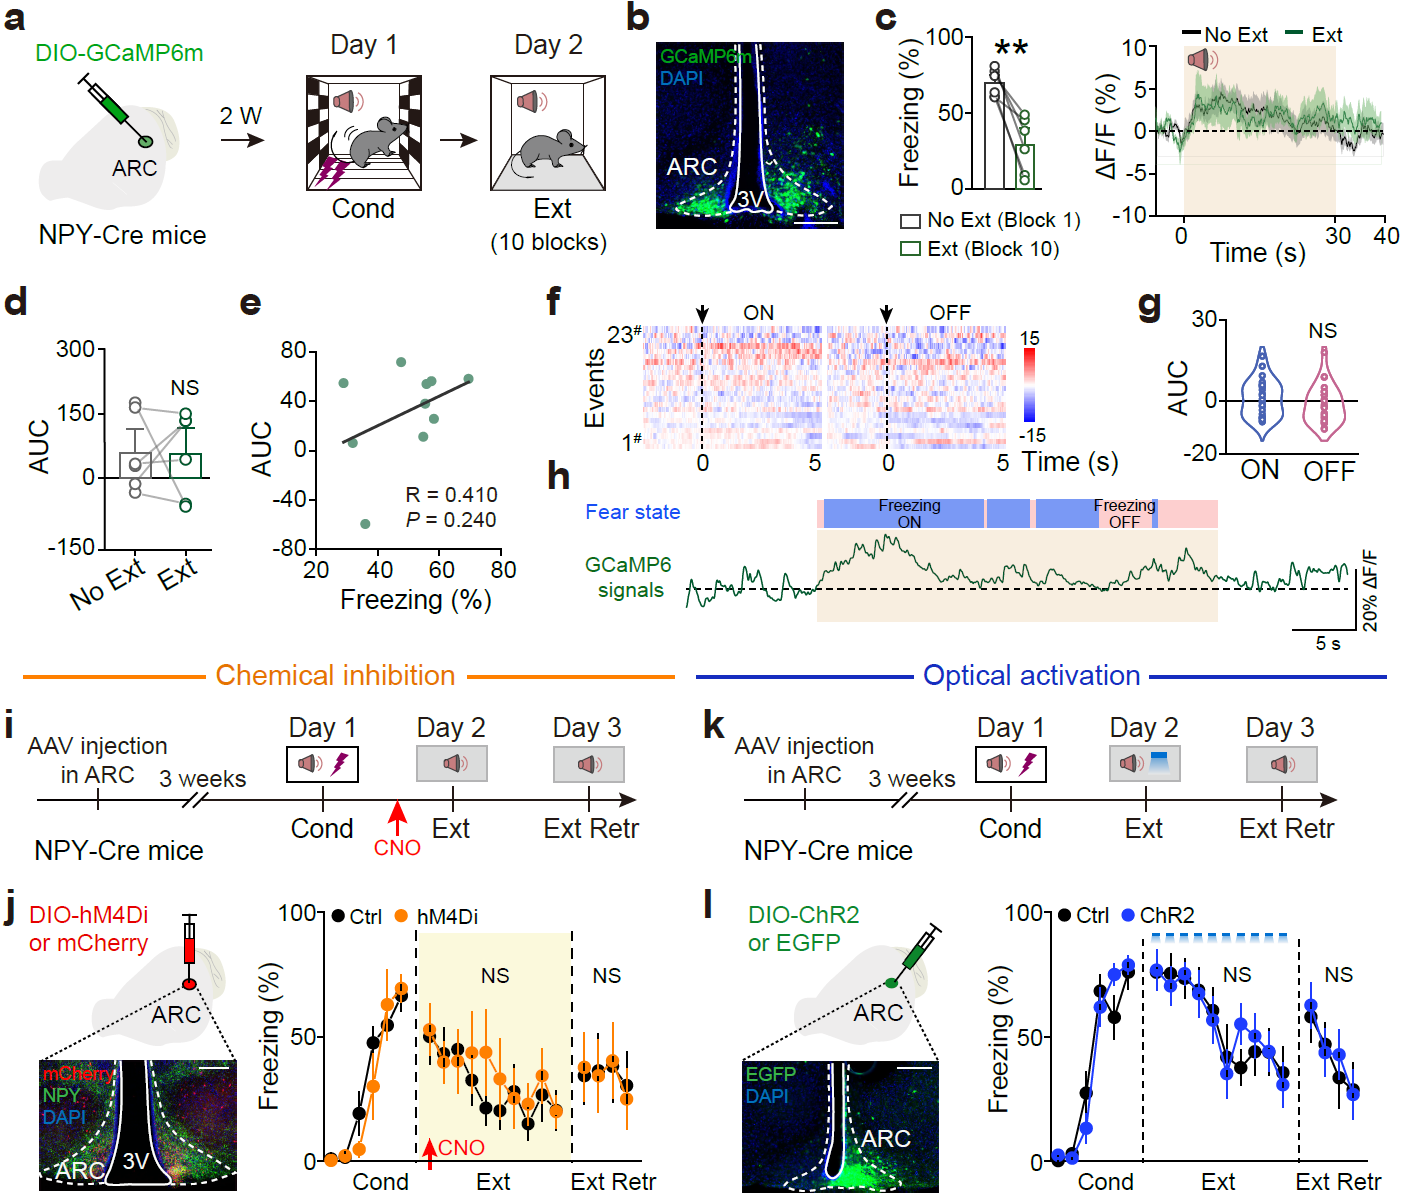 a
DIO-GCaMP6m
ARC
NPY-Cre mice
2 W
Day 1
Cond
Day 2
Ext
(10 blocks)
b
GCaMP6m
DAPI
ARC
3V
c
Freezing (%)
100
50
0
**
No Ext (Block 1)
Ext (Block 10)
No Ext
Ext
ΔF/F (%)
10
5
0
-5
-10
0
30
40
Time (s)
d
AUC
300
150
0
-150
NS
No Ext
Ext
e
AUC
80
40
0
-40
-80
R = 0.410
P = 0.240
20
40
60
80
Freezing (%)
f
ON
OFF
23#
Events
1#
0
5
0
5
Time (s)
15
-15
g
AUC
30
0
-20
NS
ON
OFF
h
Fear state
Freezing
ON
Freezing
OFF
GCaMP6
signals
20% ΔF/F
5 s
Chemical inhibition
Optical activation
i
AAV injection
in ARC
3 weeks
NPY-Cre mice
Day 1
Day 2
Day 3
Cond
CNO
Ext
Ext Retr
k
AAV injection
in ARC
3 weeks
NPY-Cre mice
Day 1
Day 2
Day 3
Cond
Ext
Ext Retr
j
DIO-hM4Di
or mCherry
ARC
mCherry
NPY
DAPI
ARC
3V
Freezing (%)
100
50
0
Ctrl
hM4Di
NS
NS
CNO
Cond
Ext
Ext Retr
l
DIO-ChR2
or EGFP
ARC
EGFP
DAPI
ARC
Freezing (%)
100
50
0
Ctrl
ChR2
NS
NS
Cond
Ext
Ext Retr